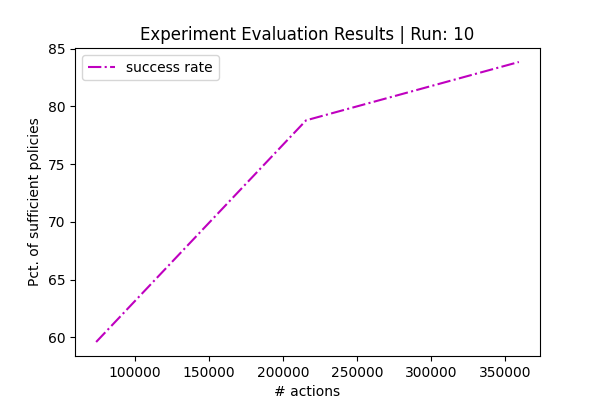 Experiment Evaluation Results | Run: 10
success rate
Pct. of sufficient policies
85
80
75
70
65
60
100000 150000 200000 250000 300000 350000
# actions